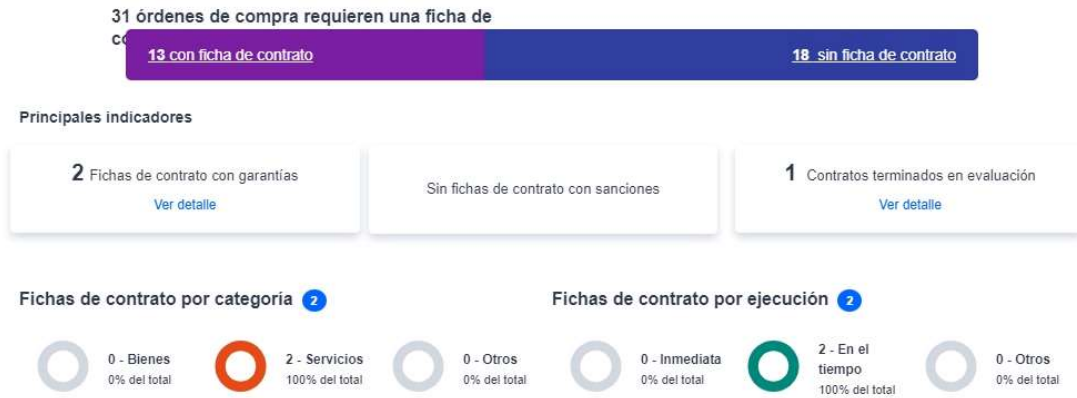 31 órdenes de compra requieren una ficha de
13 con ficha de contrato
18 sin ficha de contrato
Principales indicadores
2 Fichas de contrato con garantías
Ver detalle
Sin fichas de contrato con sanciones
1 Contratos terminados en evaluación
Ver detalle
Fichas de contrato por categoría 2
0 - Bienes
0% del total
2 - Servicios
100% del total
0 - Otros
0% del total
Fichas de contrato por ejecución 2
0 - Inmediata
0% del total
2 - En el
tiempo
100% del total
0 - Otros
0% del total